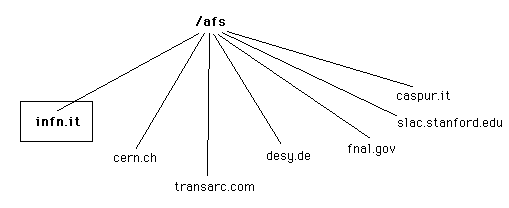 /afs
infn.it
cern.ch
transarc.com
desy.de
fnal.gov
slac.stanford.edu
caspur.it